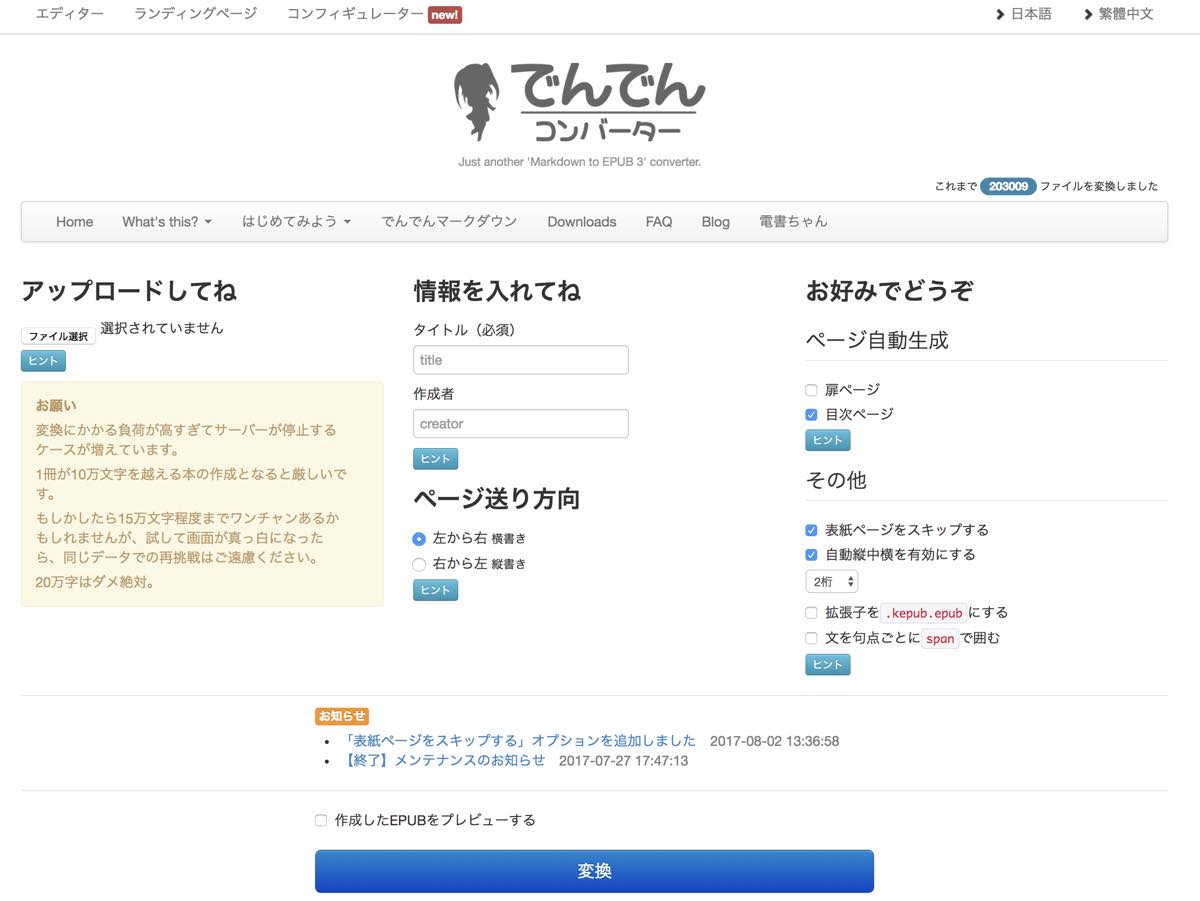 エディター ランディングページ コンフィギュレーター new! 日本語 繁體中文
でんでん
コンバーター
Just another 'Markdown to EPUB 3' converter.
これまで 203009 ファイルを変換しました
Home What's this? はじめてみよう でんでんマークダウン Downloads FAQ Blog 電書ちゃん
アップロードしてね
ファイル選択 選択されていません
ヒント
お願い
変換にかかる負荷が高すぎてサーバーが停止する
ケースが増えています。
1冊が10万文字を越える本の作成となると厳しいで
す。
もしかしたら15万文字程度までワンチャンあるか
もしれませんが、試して画面が真っ白になった
ら、同じデータでの再挑戦はご遠慮ください。
20万字はダメ絶対。
情報を入れてね
タイトル（必須）
title
作成者
creator
ヒント
ページ送り方向
左から右 横書き
右から左 縦書き
ヒント
お好みでどうぞ
ページ自動生成
扉ページ
目次ページ
ヒント
その他
表紙ページをスキップする
自動縦中横を有効にする
2桁
拡張子を .kepub.epub にする
文を句点ごとに span で囲む
ヒント
お知らせ
「表紙ページをスキップする」オプションを追加しました 2017-08-02 13:36:58
【終了】メンテナンスのお知らせ 2017-07-27 17:47:13
作成したEPUBをプレビューする
変換